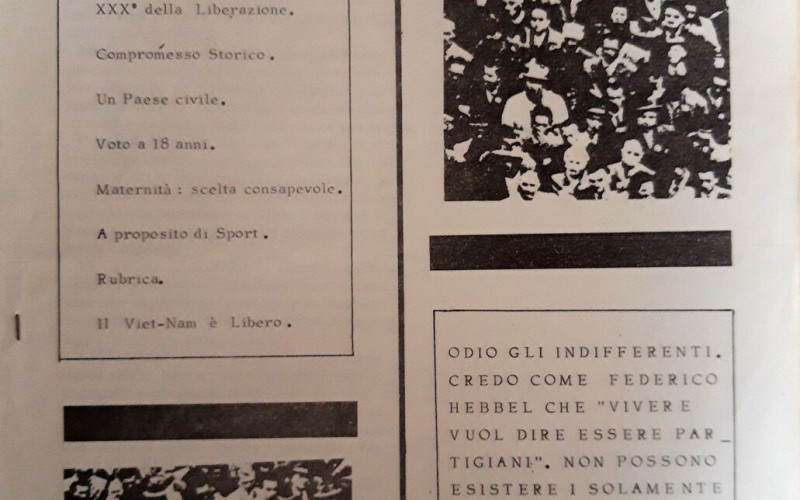 XXX° della Liberazione.
Compromesso Storico.
Un Paese civile.
Voto a 18 anni.
Maternità : scelta consapevole.
A proposito di Sport.
Rubrica.
Il Viet-Nam è Libero.
ODIO GLI INDIFFERENTI.
CREDO COME FEDERICO
HEBBEL CHE "VIVERE
VUOL DIRE ESSERE PAR_
TIGIANI". NON POSSONO
ESISTERE I SOLAMENTE